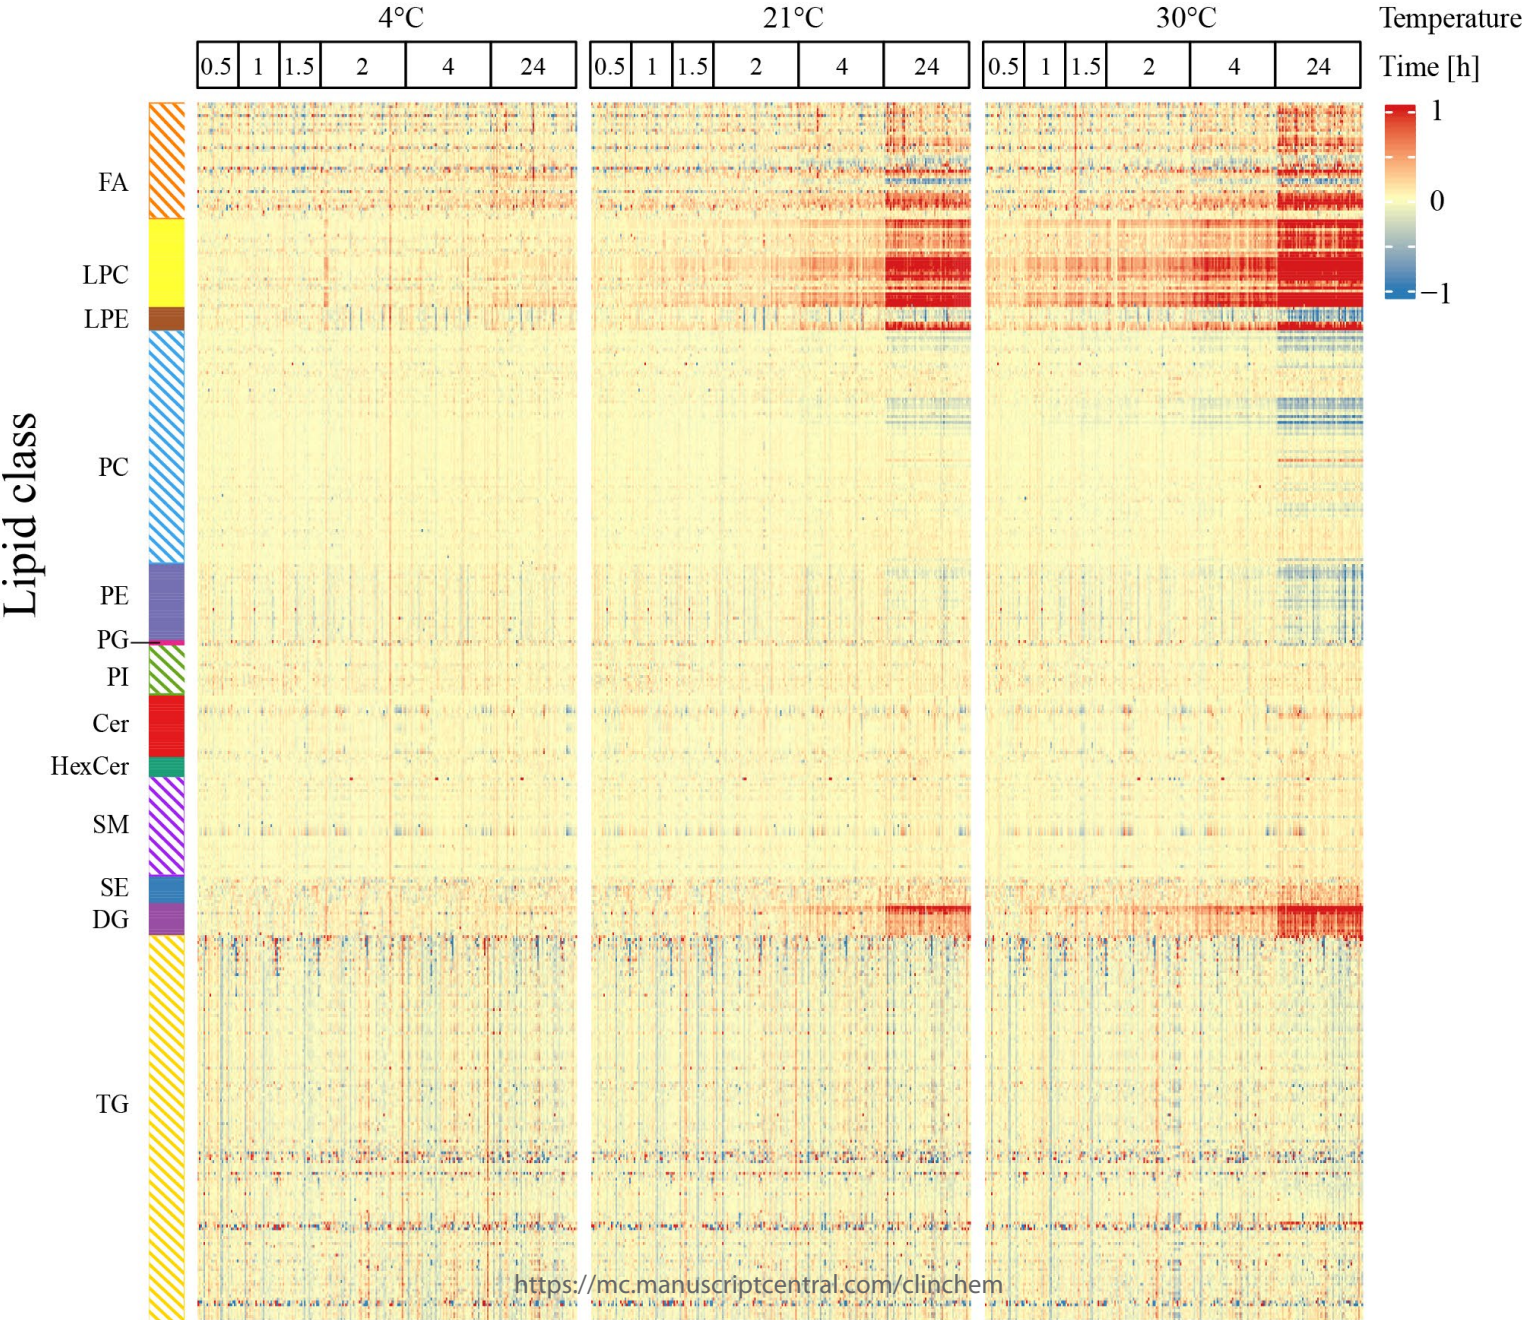 4°C 21°C 30°C Temperature
0.5 1 1.5 2 4 24 0.5 1 1.5 2 4 24 0.5 1 1.5 2 4 24 Time [h]
1
0
−1
Lipid class
FA
LPC
LPE
PC
PE
PG
PI
Cer
HexCer
SM
SE
DG
TG
https://mc.manuscriptcentral.com/clinchem